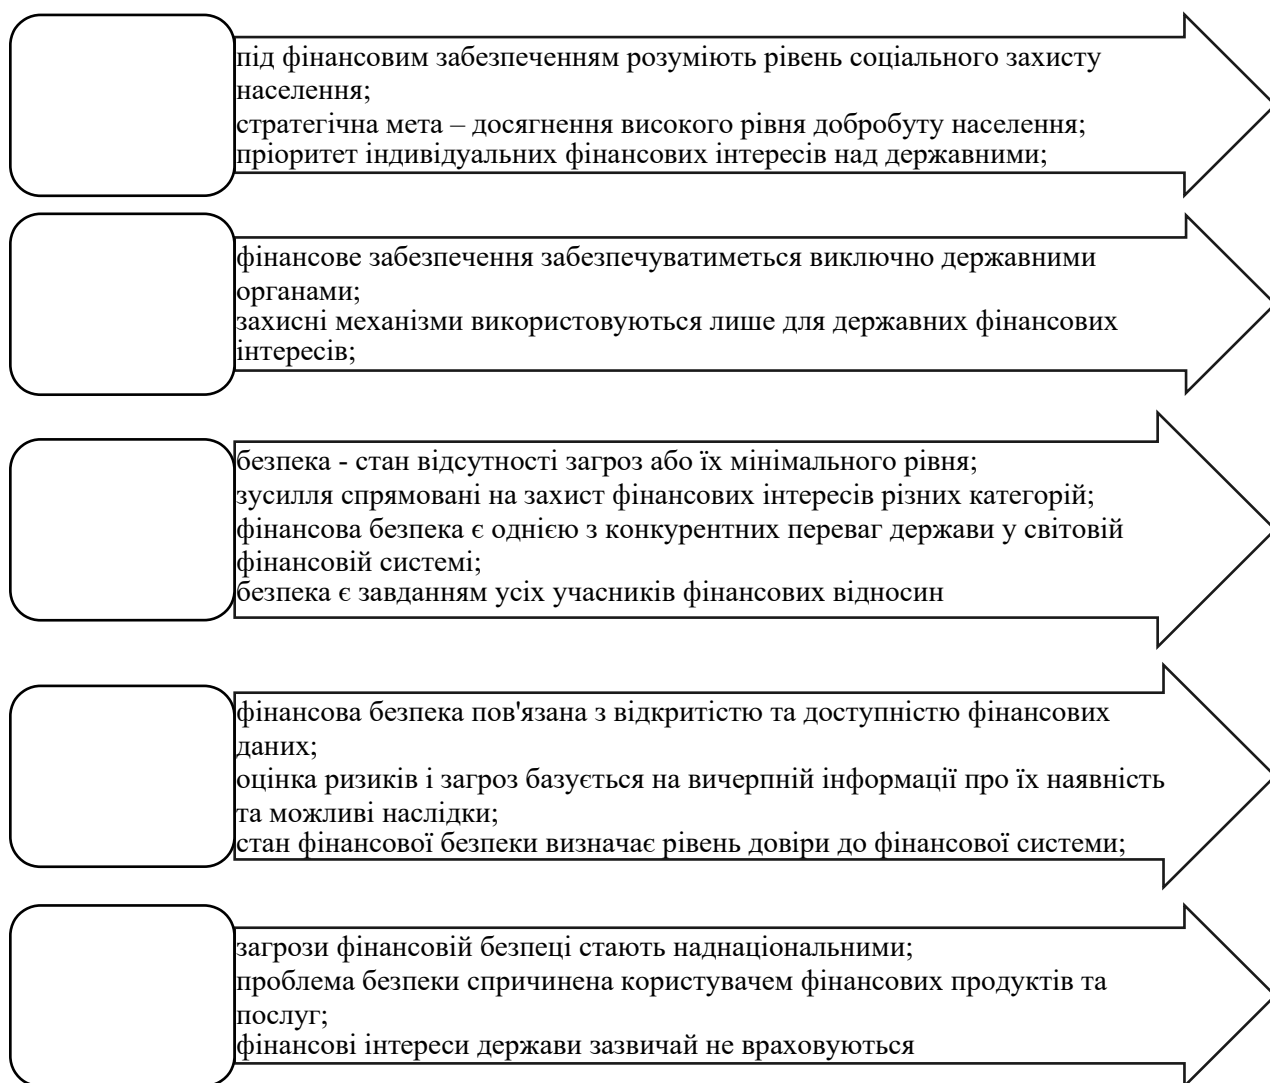 під фінансовим забезпеченням розуміють рівень соціального захисту
населення;
стратегічна мета – досягнення високого рівня добробуту населення;
пріоритет індивідуальних фінансових інтересів над державними;
фінансове забезпечення забезпечуватиметься виключно державними
органами;
захисні механізми використовуються лише для державних фінансових
інтересів;
безпека - стан відсутності загроз або їх мінімального рівня;
зусилля спрямовані на захист фінансових інтересів різних категорій;
фінансова безпека є однією з конкурентних переваг держави у світовій
фінансовій системі;
безпека є завданням усіх учасників фінансових відносин
фінансова безпека пов'язана з відкритістю та доступністю фінансових
даних;
оцінка ризиків і загроз базується на вичерпній інформації про їх наявність
та можливі наслідки;
стан фінансової безпеки визначає рівень довіри до фінансової системи;
загрози фінансовій безпеці стають наднаціональними;
проблема безпеки спричинена користувачем фінансових продуктів та
послуг;
фінансові інтереси держави зазвичай не враховуються